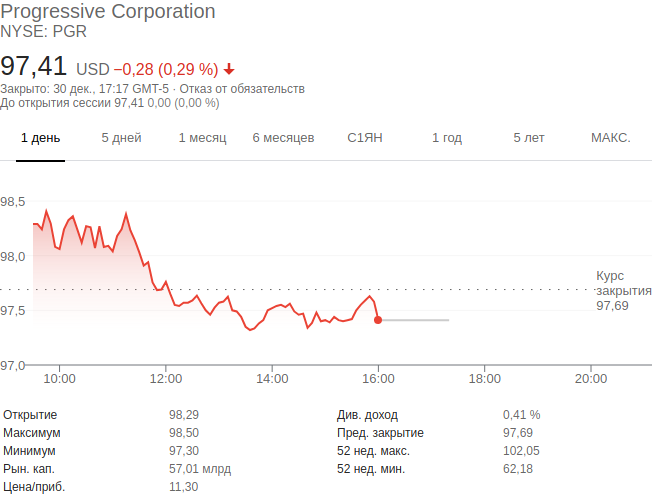 Progressive Corporation
NYSE: PGR
97,41 USD −0,28 (0,29 %)
Закрыто: 30 дек., 17:17 GMT-5 · Отказ от обязательств
До открытия сессии 97,41 0,00 (0,00 %)
1 день 5 дней 1 месяц 6 месяцев С1ЯН 1 год 5 лет МАКС.
98,5
98,0
Курс
закрытия
97,69
97,5
97,0
10:00 12:00 14:00 16:00 18:00 20:00
Открытие 98,29 Див. доход 0,41 %
Максимум 98,50 Пред. закрытие 97,69
Минимум 97,30 52 нед. макс. 102,05
Рын. кап. 57,01 млрд 52 нед. мин. 62,18
Цена/приб. 11,30